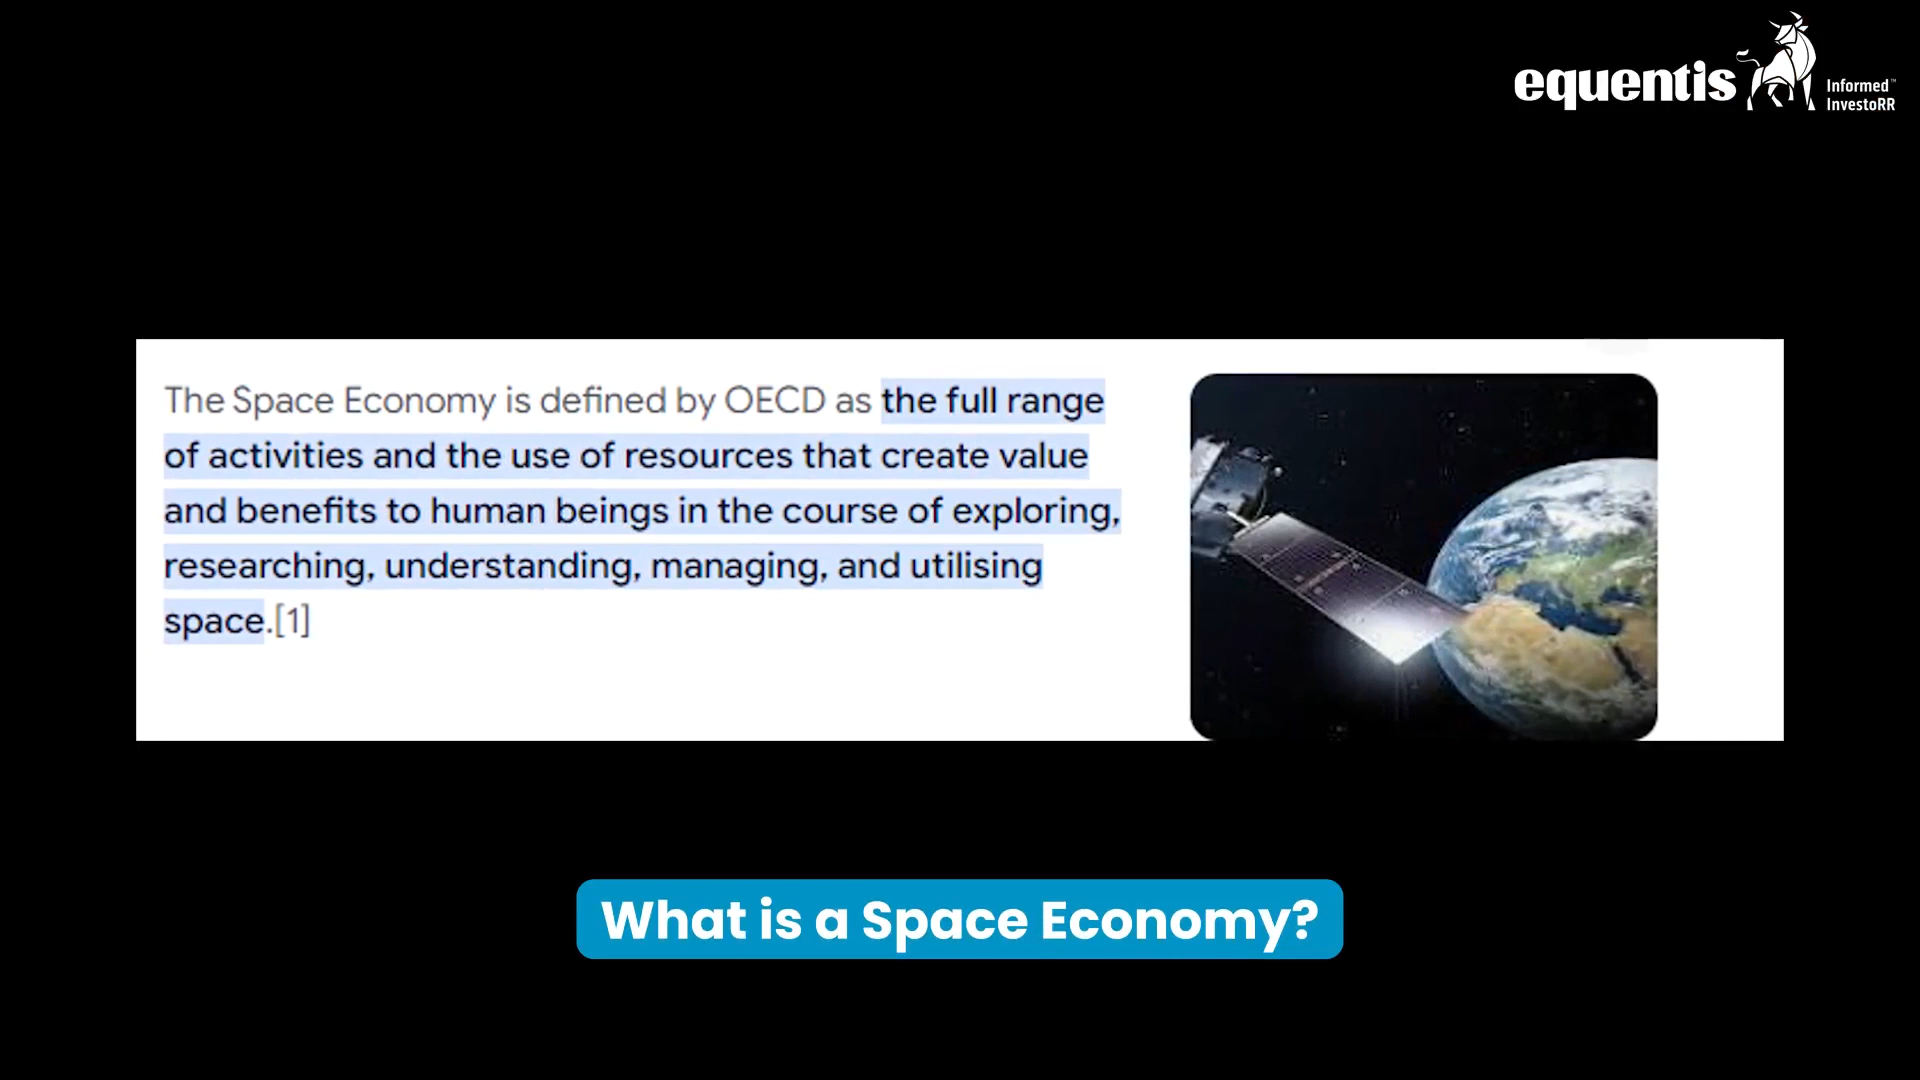 equentis
Informed™
InvestoRR
The Space Economy is defined by OECD as the full range
of activities and the use of resources that create value
and benefits to human beings in the course of exploring,
researching, understanding, managing, and utilising
space.[1]
What is a Space Economy?